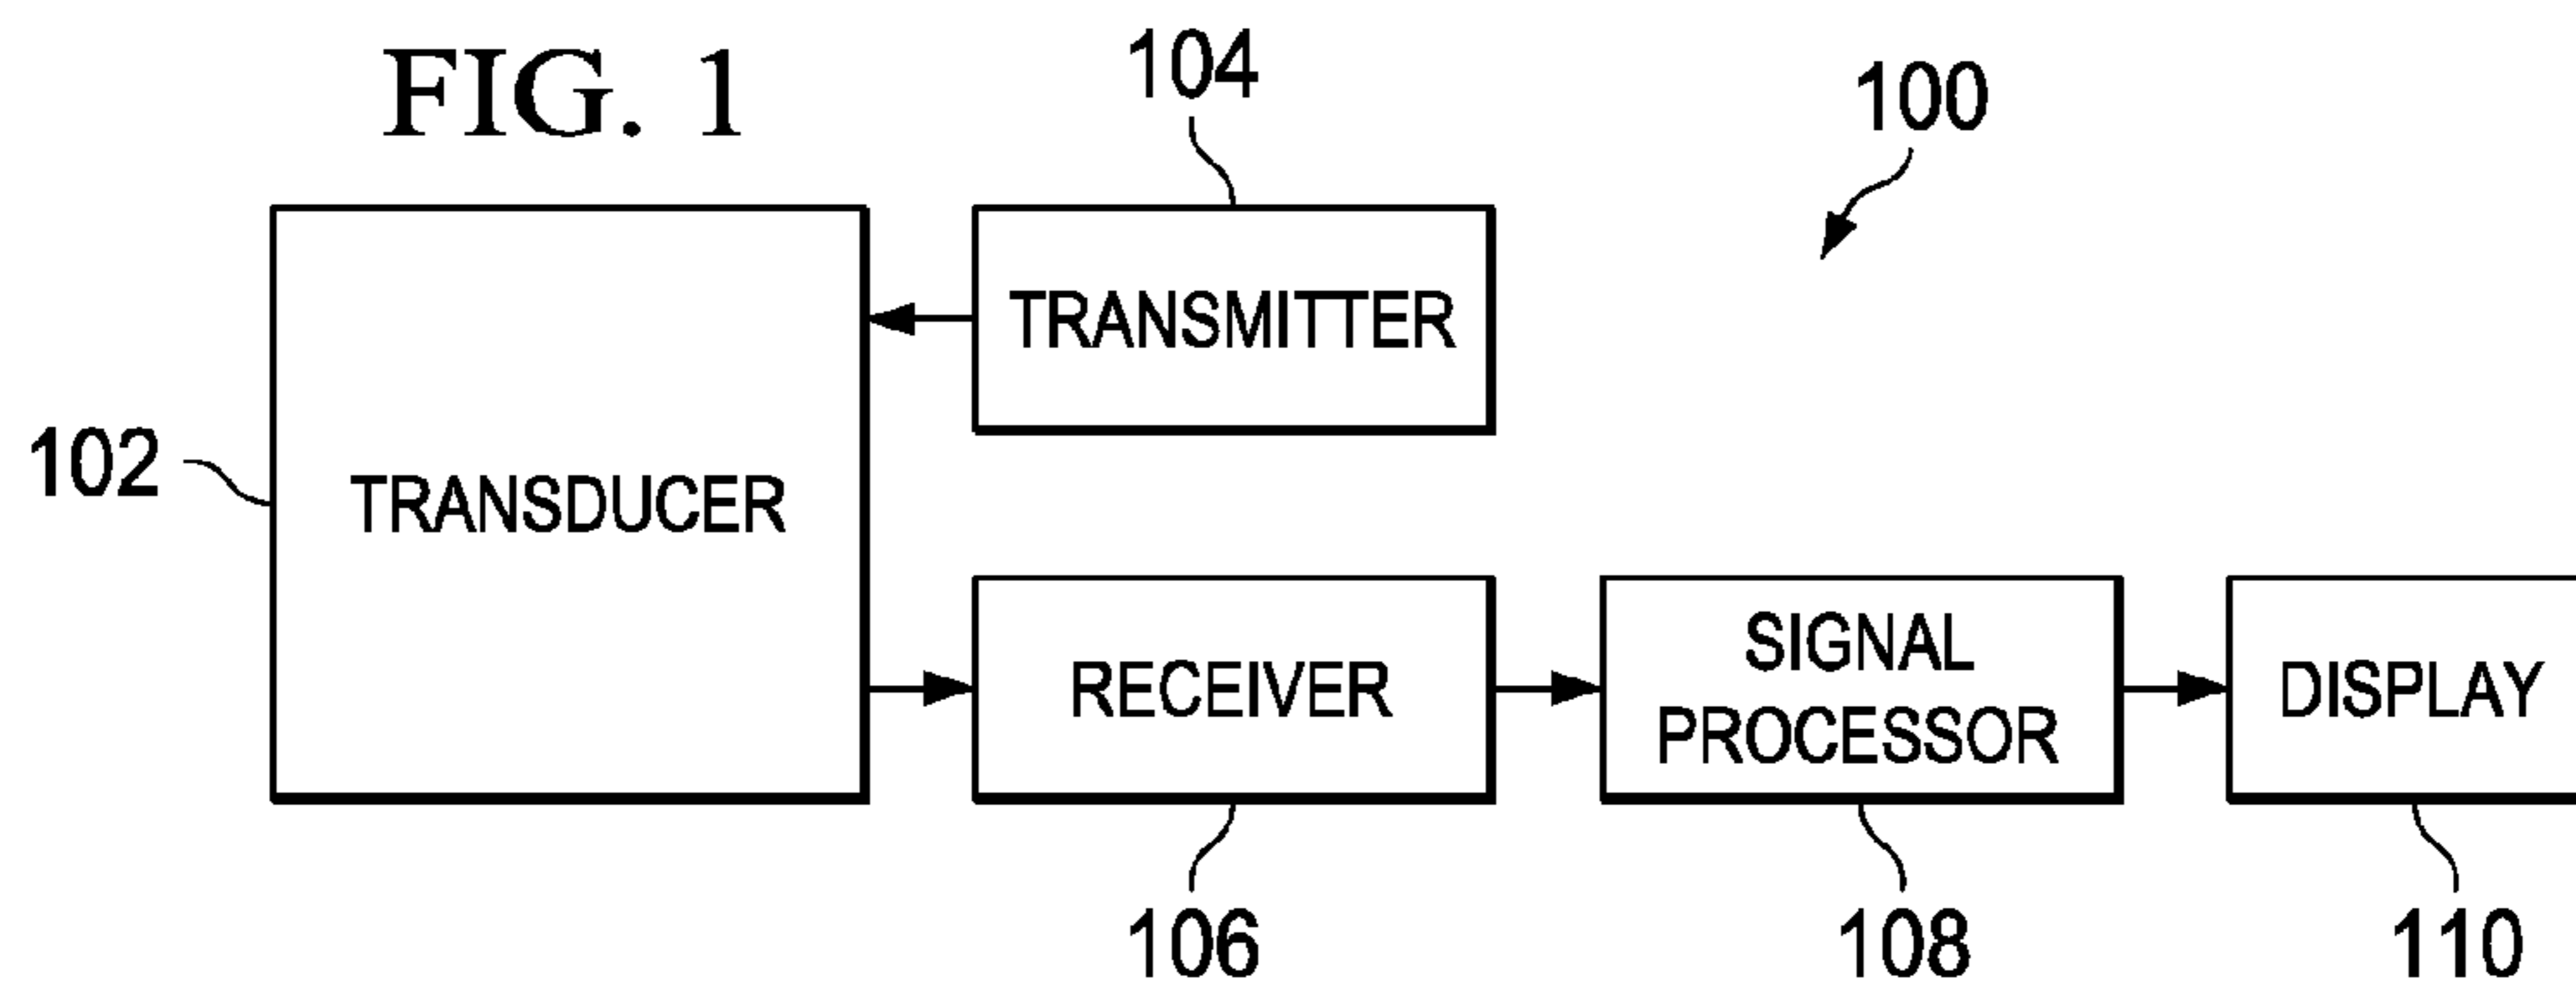 FIG. 1
104
100
TRANSMITTER
102
TRANSDUCER
RECEIVER
SIGNAL
PROCESSOR
DISPLAY
106
108
110